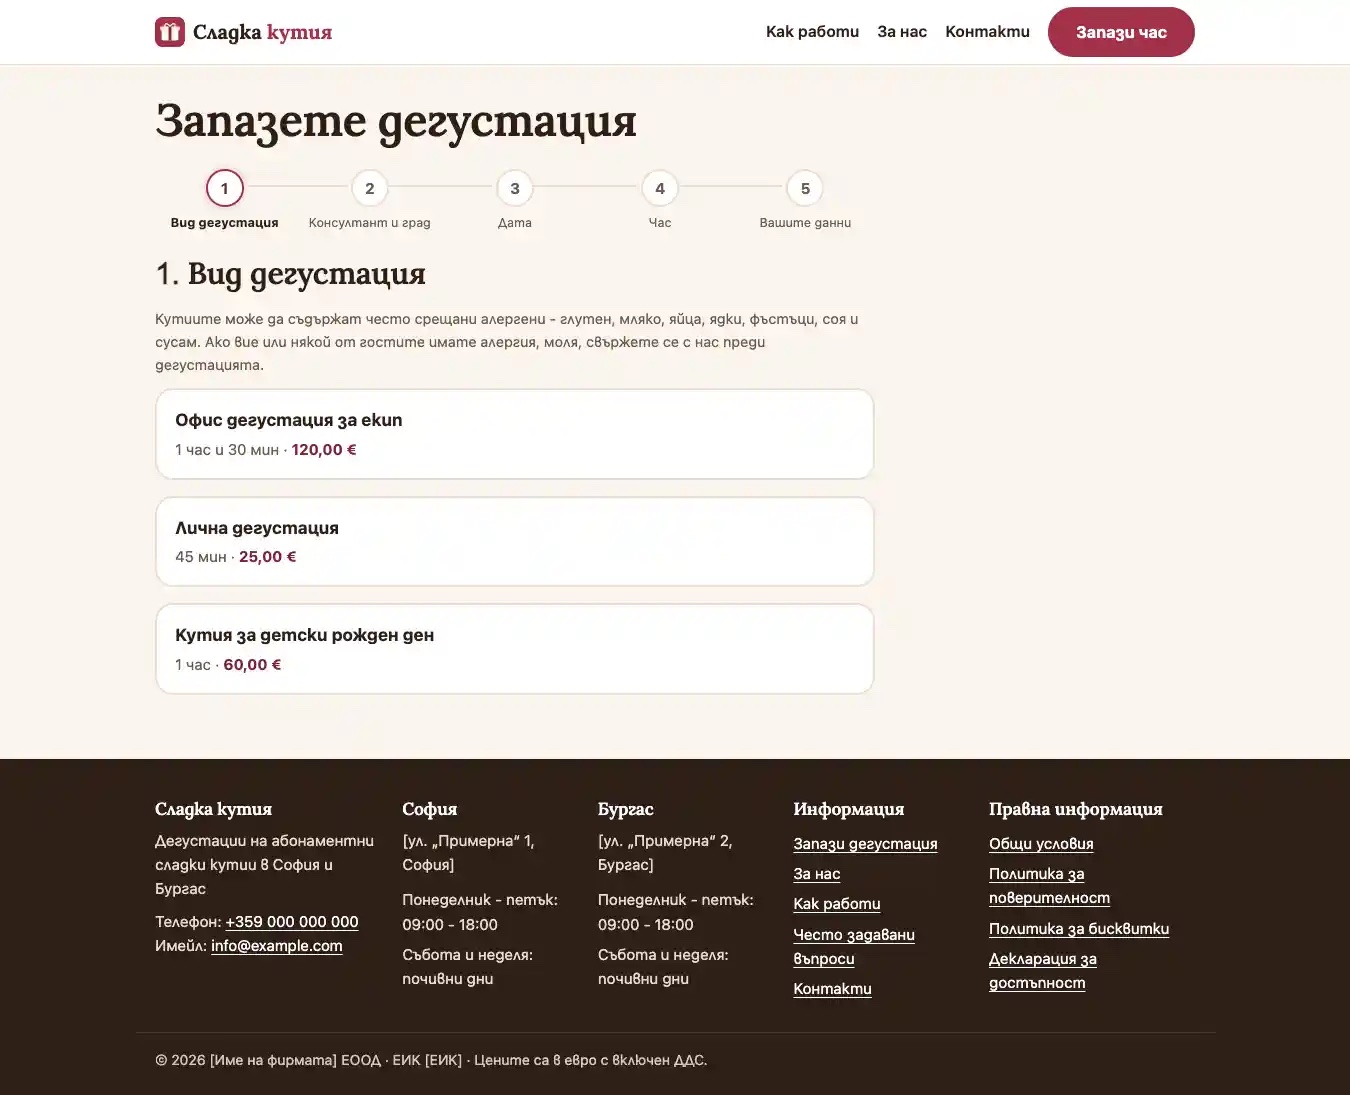 Сладка кутия
Как работи
За нас
Контакти
Запази час
Запазете дегустация
1
2
3
4
5
Вид дегустация
Консултант и град
Дата
Час
Вашите данни
1. Вид дегустация
Кутиите може да съдържат често срещани алергени - глутен, мляко, яйца, ядки, фъстъци, соя и
сусам. Ако вие или някой от гостите имате алергия, моля, свържете се с нас преди
дегустацията.
Офис дегустация за екип
1 час и 30 мин · 120,00 €
Лична дегустация
45 мин · 25,00 €
Кутия за детски рожден ден
1 час · 60,00 €
Сладка кутия
Дегустации на абонаментни
сладки кутии в София и
Бургас
Телефон: +359 000 000 000
Имейл: info@example.com
София
[ул. „Примерна“ 1,
София]
Понеделник - петък:
09:00 - 18:00
Събота и неделя:
почивни дни
Бургас
[ул. „Примерна“ 2,
Бургас]
Понеделник - петък:
09:00 - 18:00
Събота и неделя:
почивни дни
Информация
Запази дегустация
За нас
Как работи
Често задавани
въпроси
Контакти
Правна информация
Общи условия
Политика за
поверителност
Политика за бисквитки
Декларация за
достъпност
© 2026 [Име на фирмата] ЕООД · ЕИК [ЕИК] · Цените са в евро с включен ДДС.